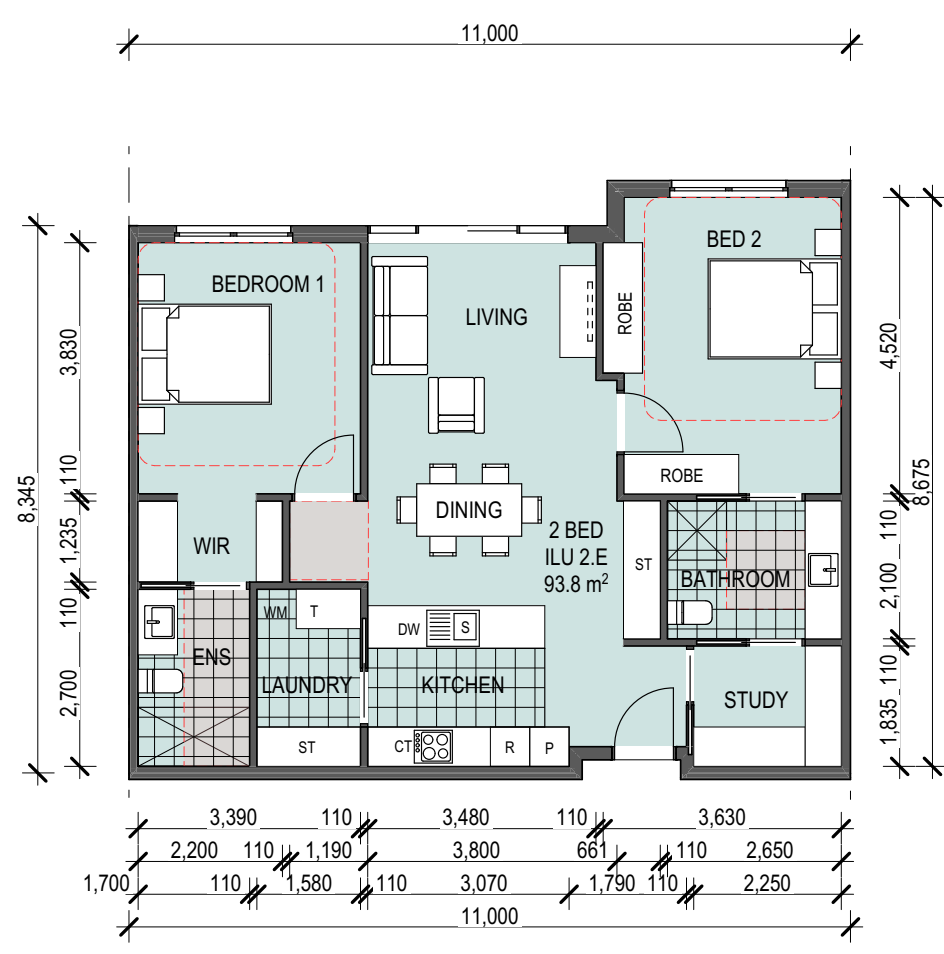 11,000
BED 2
BEDROOM 1
LIVING
ROBE
3,830
4,520
ROBE
110
8,345
8,675
DINING
2 BED
ILU 2.E
93.8 m²
WIR
ST
1,235
110
BATHROOM
2,100
110
WM
T
DW
S
ENS
LAUNDRY
KITCHEN
STUDY
110
2,700
1,835
ST
CT
R
P
3,390
110
3,480
110
3,630
2,200
110
1,190
3,800
661
110
2,650
1,700
110
1,580
110
3,070
1,790
110
2,250
11,000